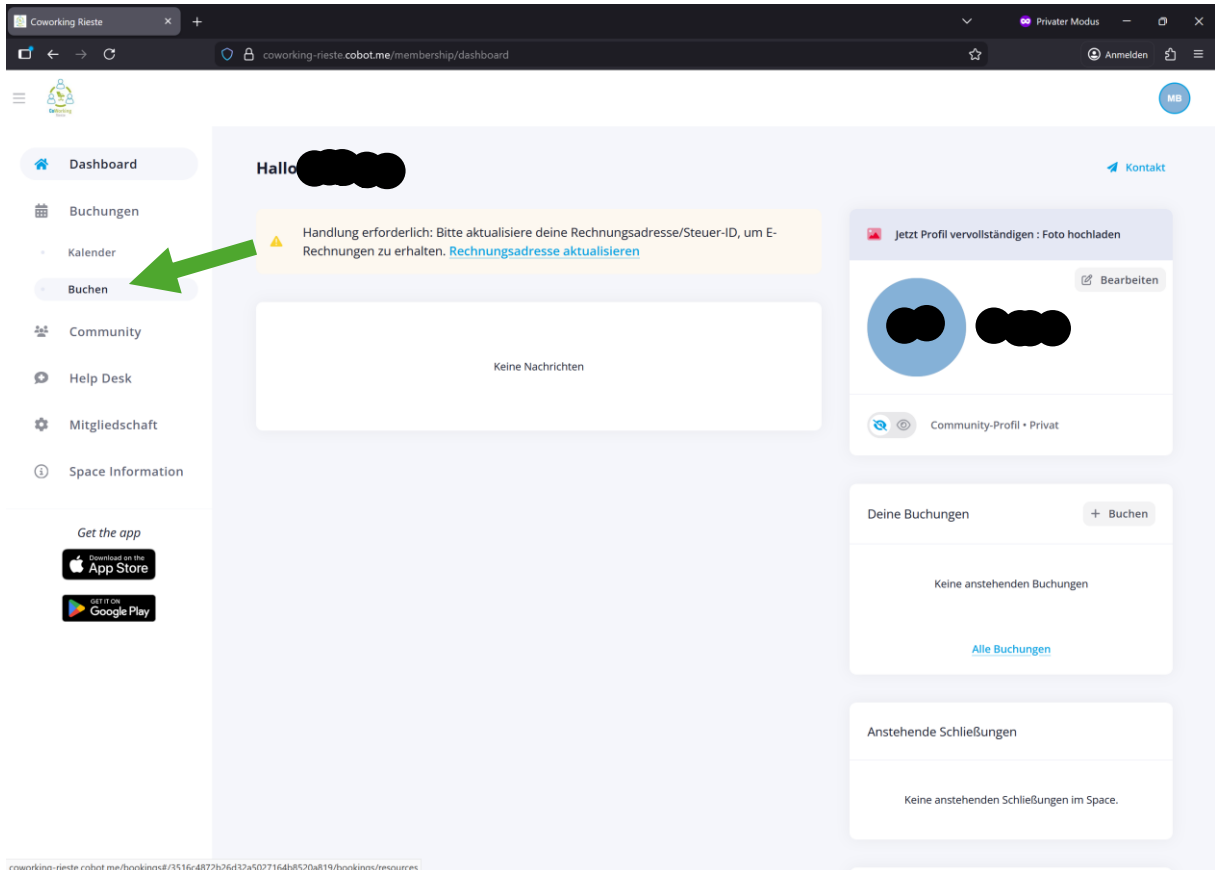 Coworking Rieste
Privater Modus
coworking-rieste.cobot.me/membership/dashboard
Anmelden
MB
Dashboard
Buchungen
Kalender
Buchen
Community
Help Desk
Mitgliedschaft
Space Information
Get the app
Download on the
App Store
GET IT ON
Google Play
Hallo
Kontakt
Handlung erforderlich: Bitte aktualisiere deine Rechnungsadresse/Steuer-ID, um E-
Rechnungen zu erhalten. Rechnungsadresse aktualisieren
Keine Nachrichten
Jetzt Profil vervollständigen : Foto hochladen
Bearbeiten
Community-Profil • Privat
Deine Buchungen
+ Buchen
Keine anstehenden Buchungen
Alle Buchungen
Anstehende Schließungen
Keine anstehenden Schließungen im Space.